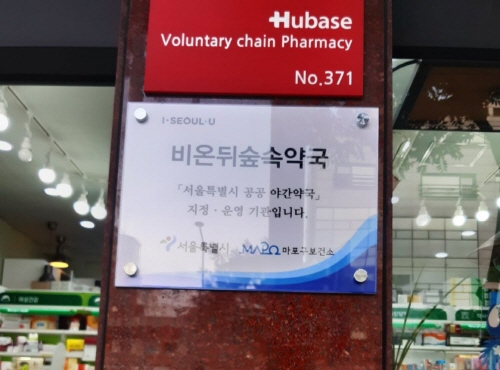 Hubase
Voluntary chain Pharmacy
No.371
I·SEOUL·U
비온뒤숲속약국
「서울특별시 공공 야간약국」
지정·운영 기관입니다.
서울특별시 MAPO 마포구보건소